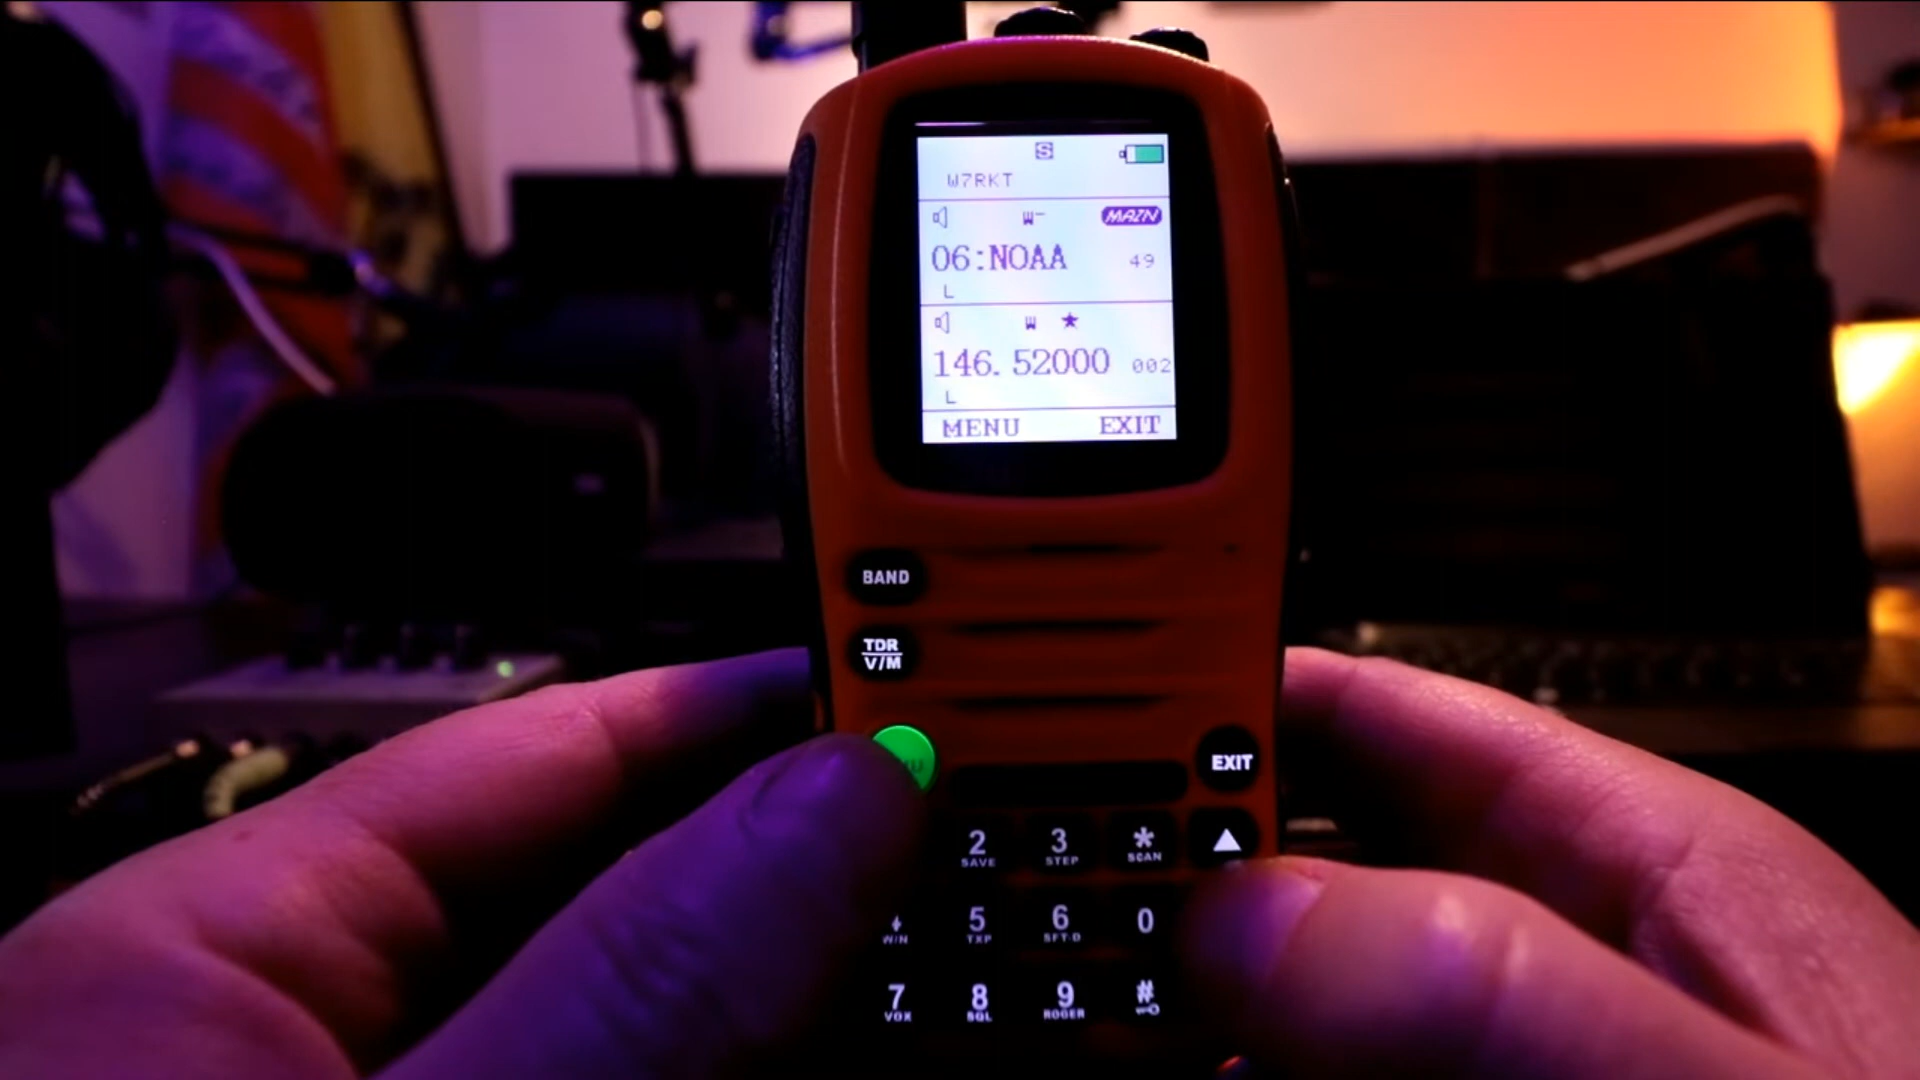 S
W7RKT
W- MAIN
06:NOAA 49
L
W ★
146.52000 002
L
MENU EXIT
BAND
TDR
V/M
EXIT
2 3 * ▲
SAVE STEP SCAN
5 6 0
TXP SFT-D
W/N
7 8 9 #
VOX SQL ROGER